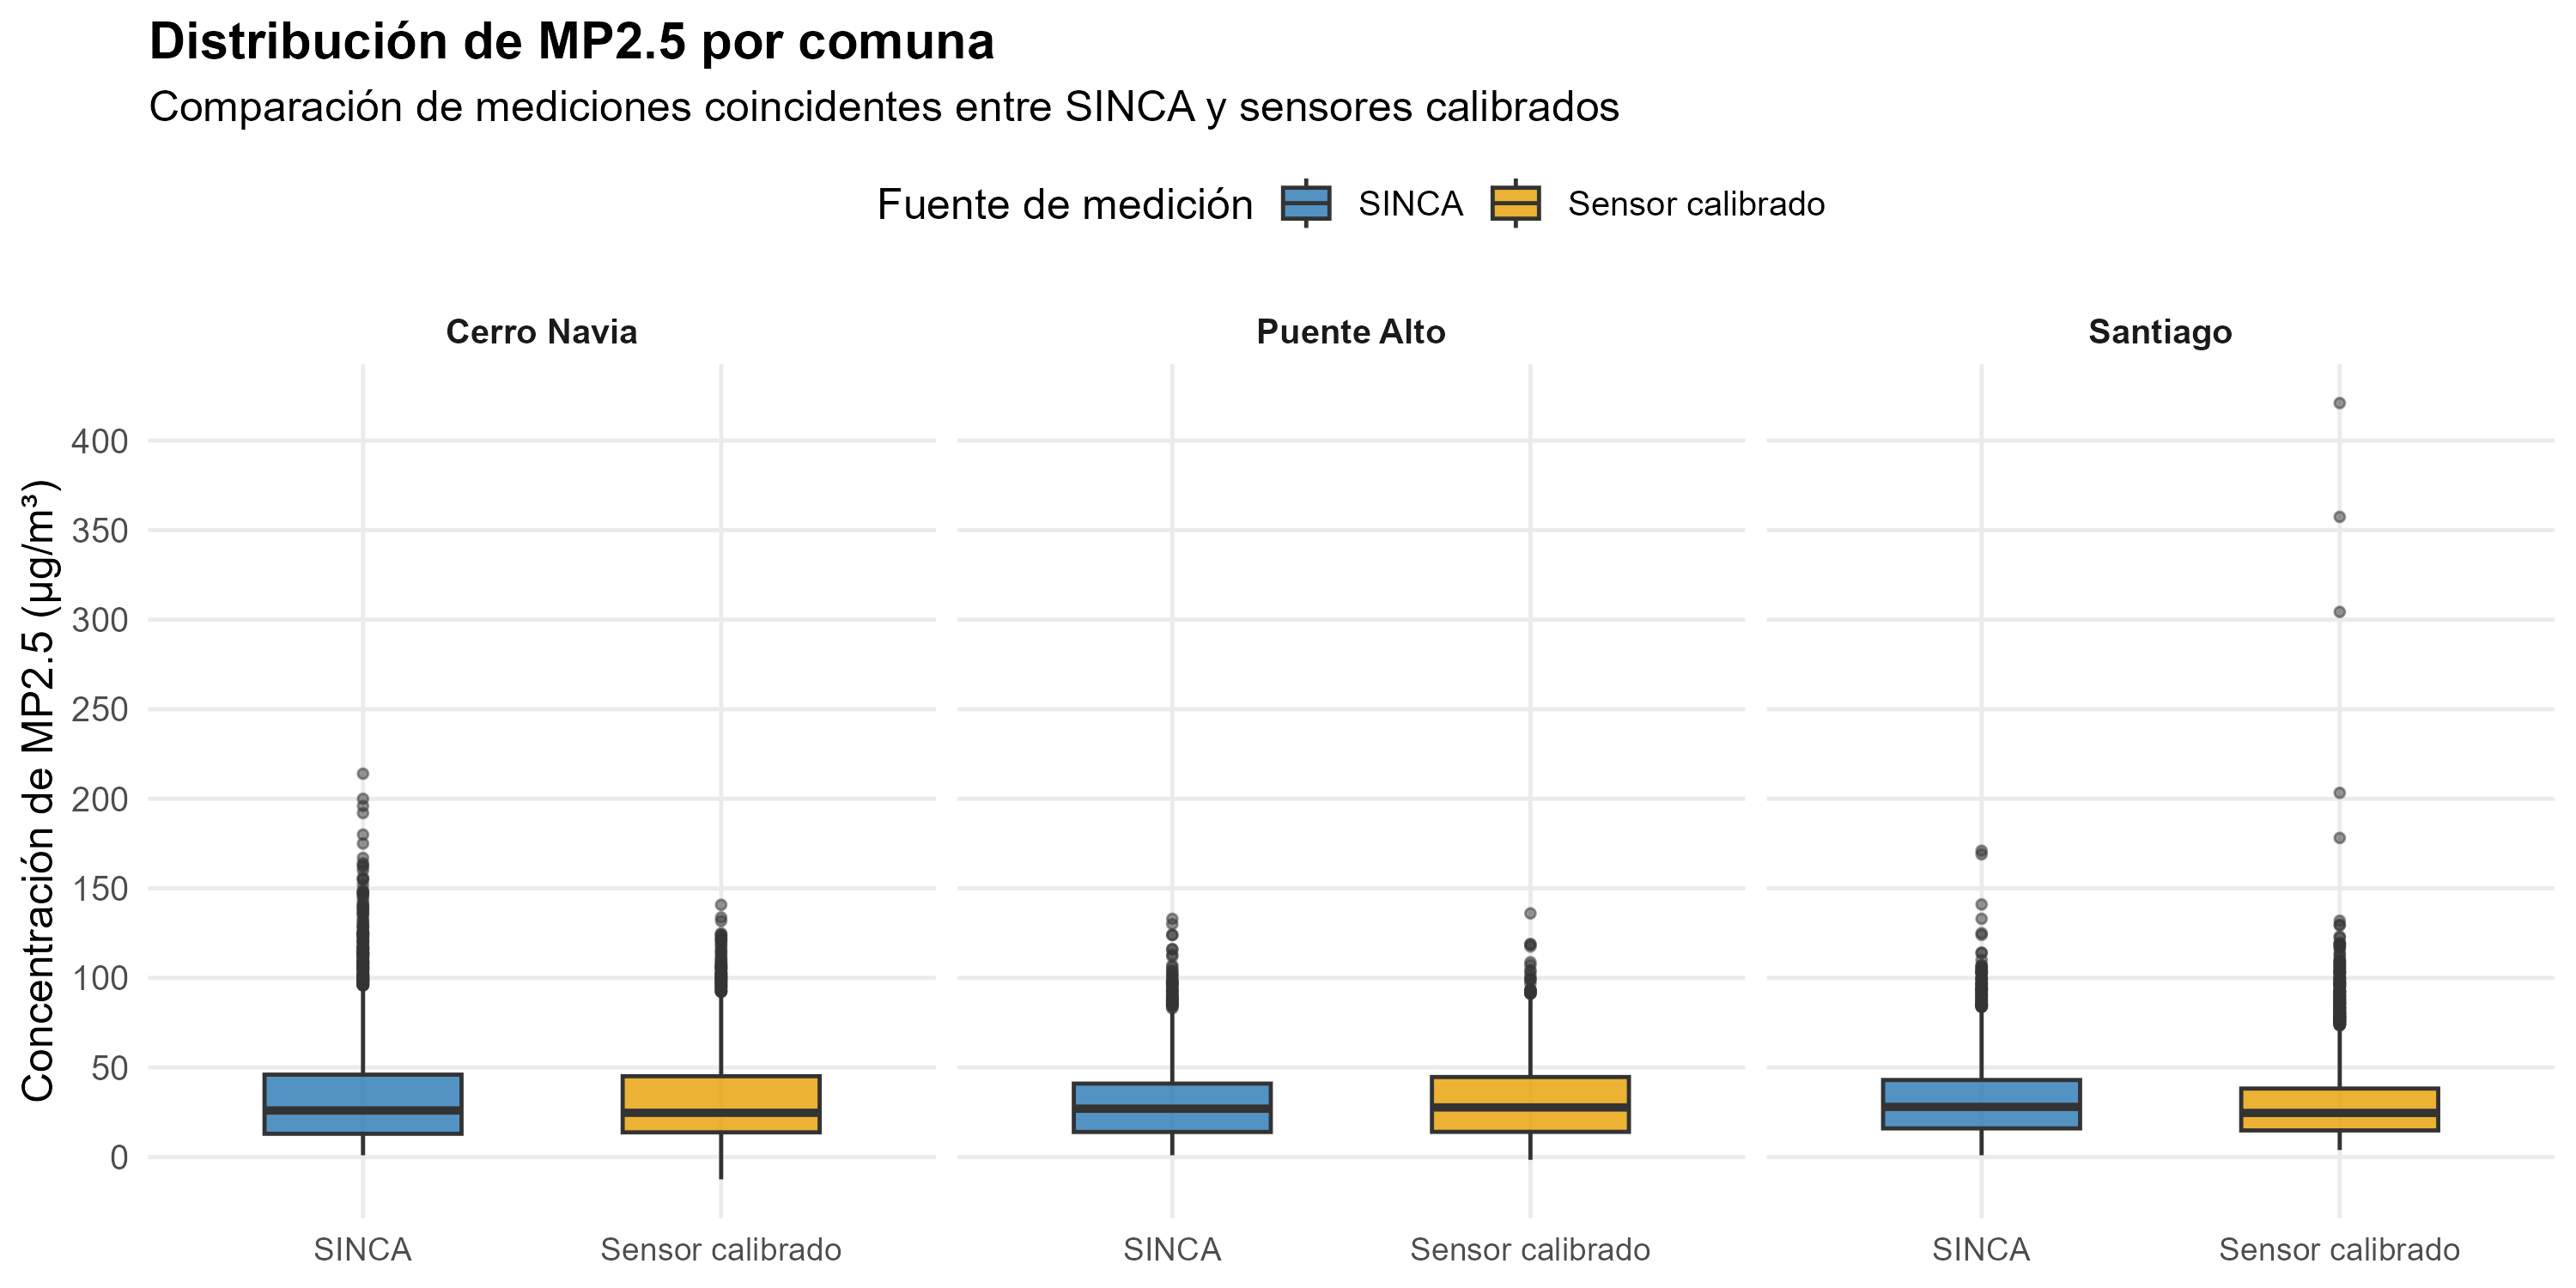 Distribución de MP2.5 por comuna
Comparación de mediciones coincidentes entre SINCA y sensores calibrados
Fuente de medición SINCA Sensor calibrado
Cerro Navia Puente Alto Santiago
Concentración de MP2.5 (µg/m³)
400
350
300
250
200
150
100
50
0
SINCA Sensor calibrado SINCA Sensor calibrado SINCA Sensor calibrado